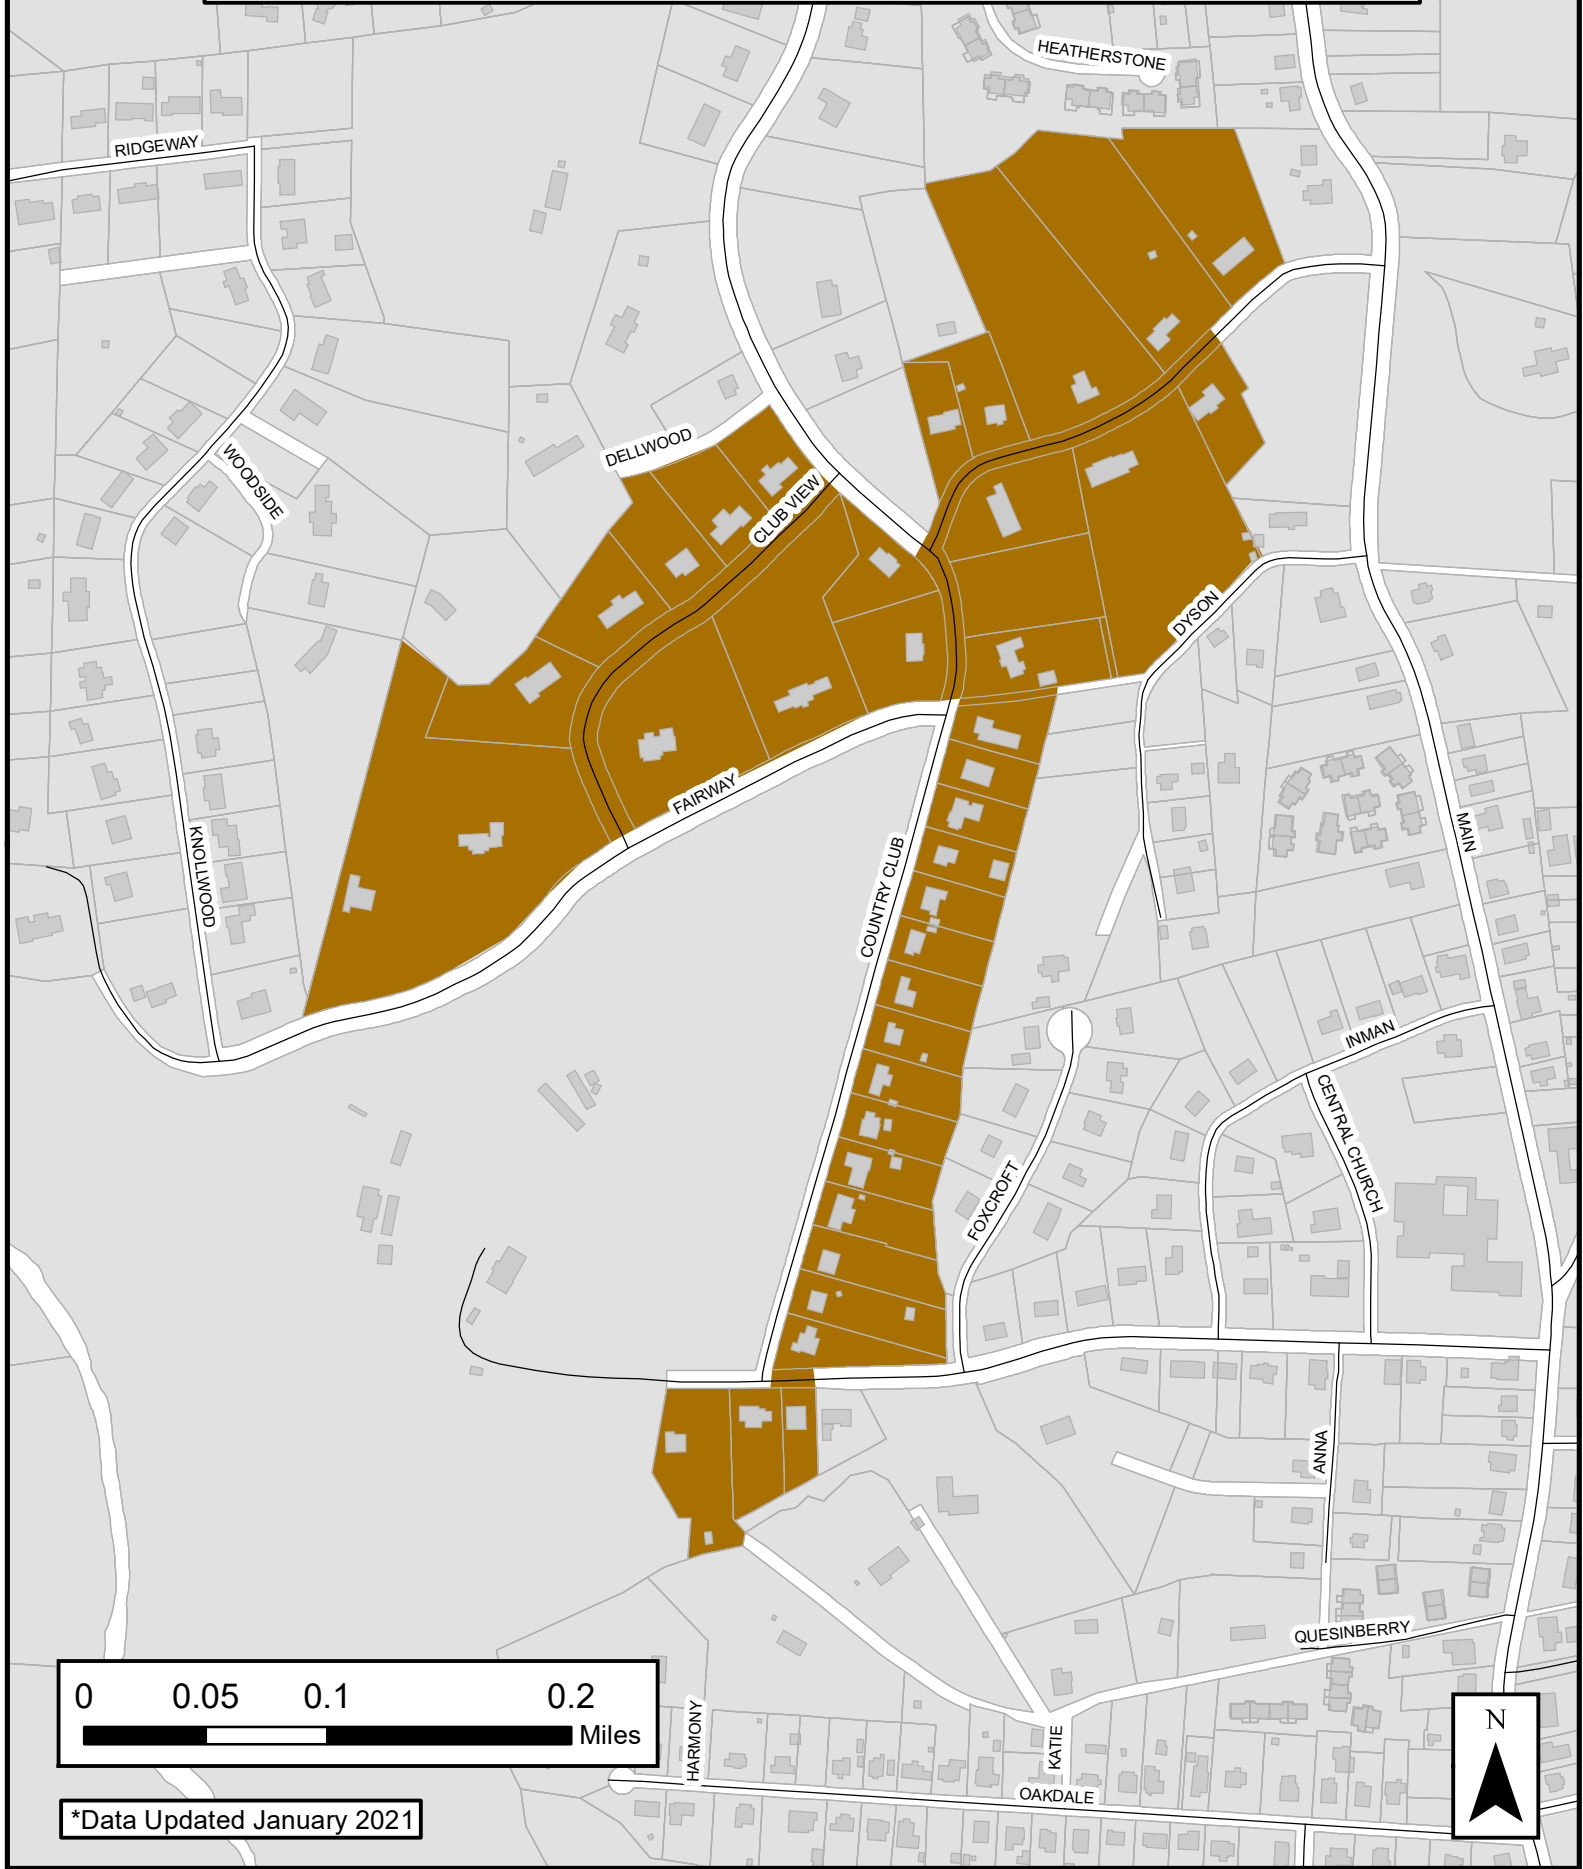 HEATHERSTONE
RIDGEWAY
DELLWOOD
WOODSIDE
CLUB VIEW
DYSON
FAIRWAY
KNOLLWOOD
COUNTRY CLUB
MAIN
INMAN
CENTRAL CHURCH
FOXCROFT
ANNA
QUESINBERRY
HARMONY
KATIE
OAKDALE
0 0.05 0.1 0.2
Miles
N
*Data Updated January 2021